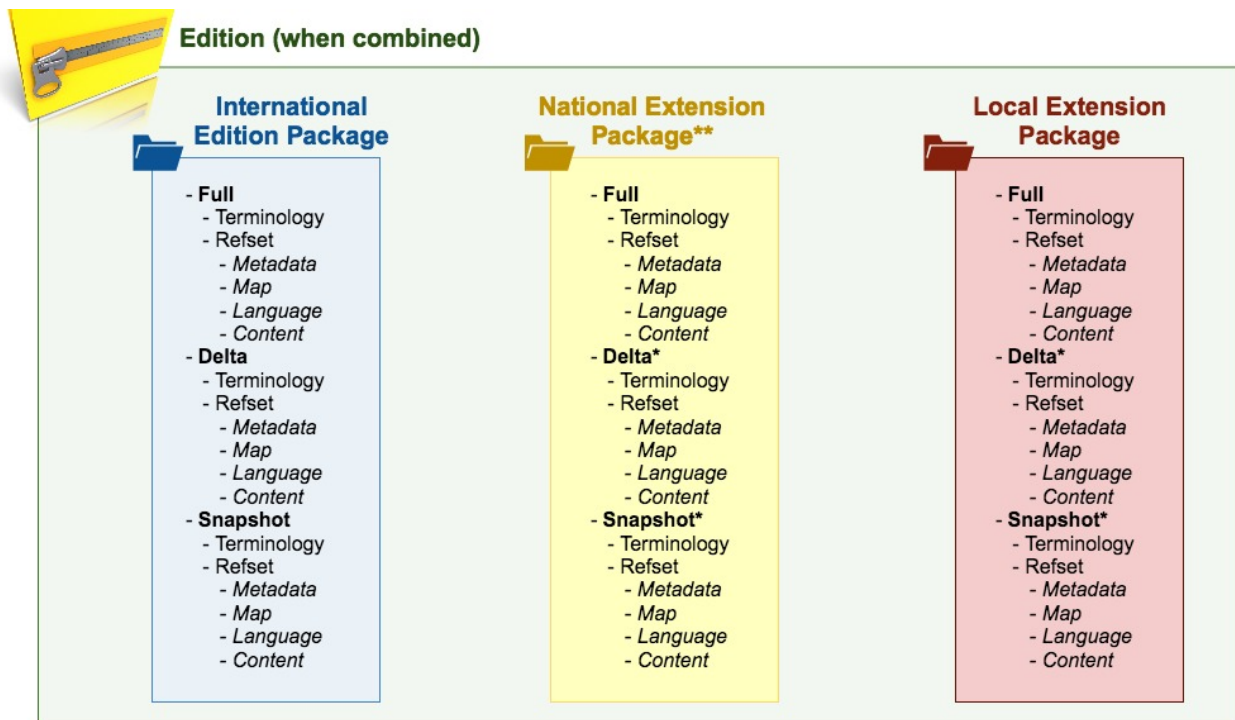 Edition (when combined)
International
Edition Package
- Full
- Terminology
- Refset
- Metadata
- Map
- Language
- Content
- Delta
- Terminology
- Refset
- Metadata
- Map
- Language
- Content
- Snapshot
- Terminology
- Refset
- Metadata
- Map
- Language
- Content
National Extension
Package**
- Full
- Terminology
- Refset
- Metadata
- Map
- Language
- Content
- Delta*
- Terminology
- Refset
- Metadata
- Map
- Language
- Content
- Snapshot*
- Terminology
- Refset
- Metadata
- Map
- Language
- Content
Local Extension
Package
- Full
- Terminology
- Refset
- Metadata
- Map
- Language
- Content
- Delta*
- Terminology
- Refset
- Metadata
- Map
- Language
- Content
- Snapshot*
- Terminology
- Refset
- Metadata
- Map
- Language
- Content